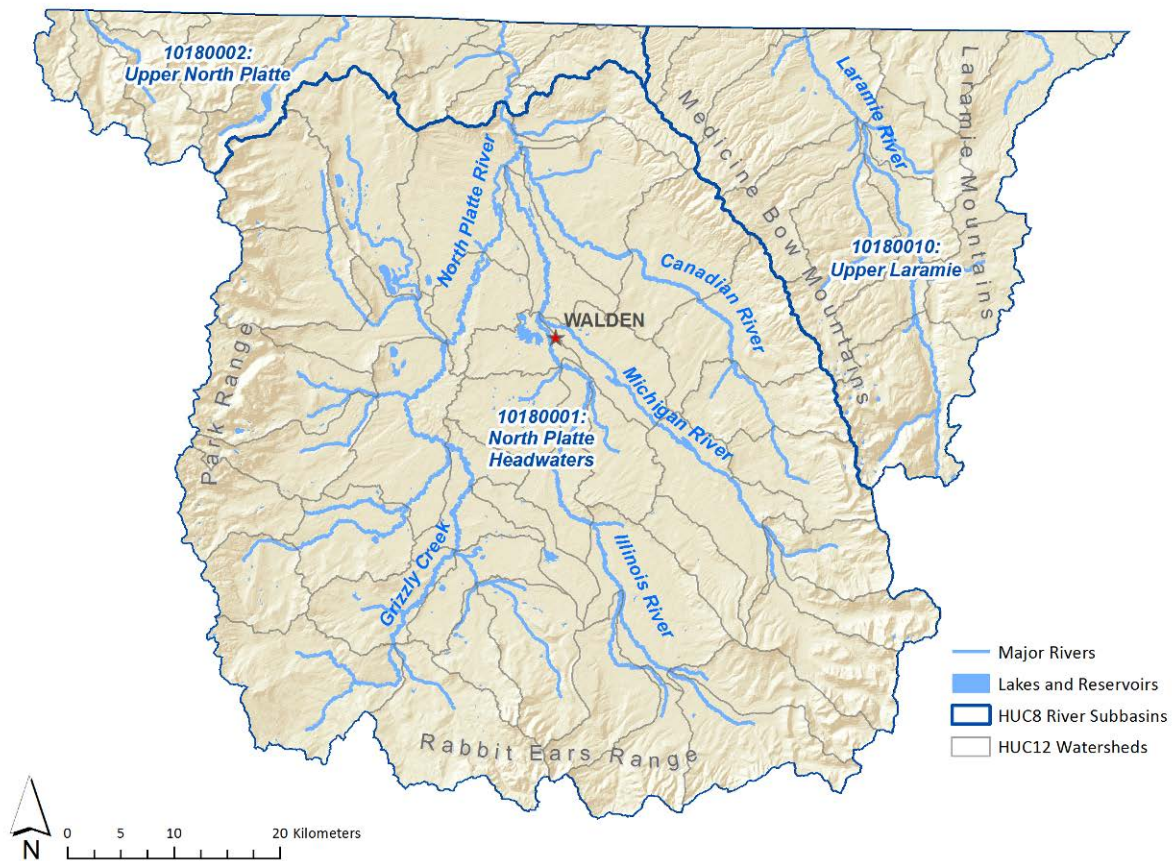 10180002:
Upper North Platte
Laramie River
Laramie Mountains
Medicine Bow Mountains
North Platte River
10180010:
Upper Laramie
Canadian River
WALDEN
Park Range
Michigan River
10180001:
North Platte
Headwaters
Grizzly Creek
Illinois River
Rabbit Ears Range
Major Rivers
Lakes and Reservoirs
HUC8 River Subbasins
HUC12 Watersheds
N
0 5 10 20 Kilometers